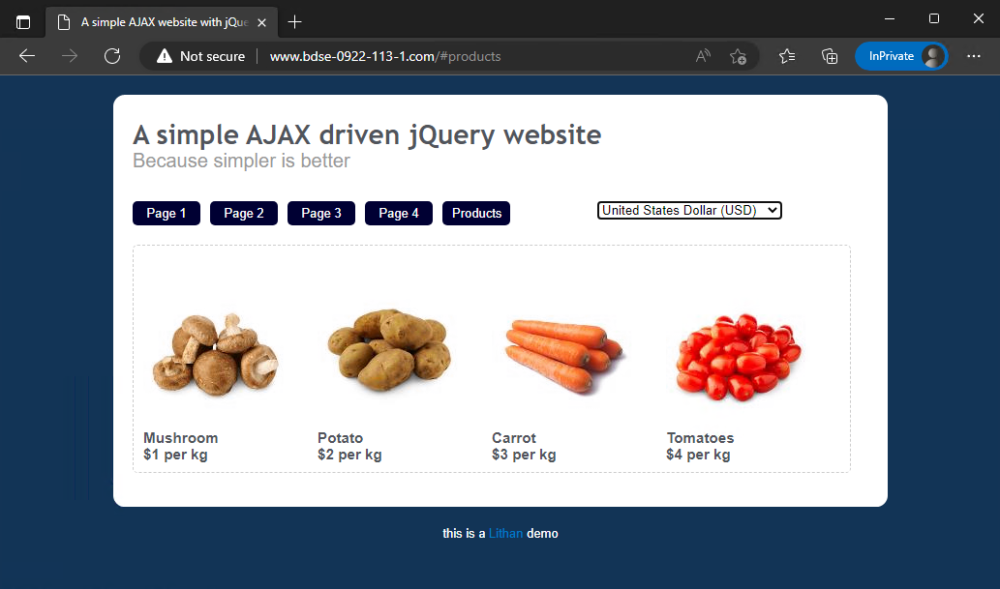 A simple AJAX website with jQue
Not secure
www.bdse-0922-113-1.com/#products
InPrivate
A simple AJAX driven jQuery website
Because simpler is better
Page 1 Page 2 Page 3 Page 4 Products United States Dollar (USD)
Mushroom Potato Carrot Tomatoes
$1 per kg $2 per kg $3 per kg $4 per kg
this is a Lithan demo